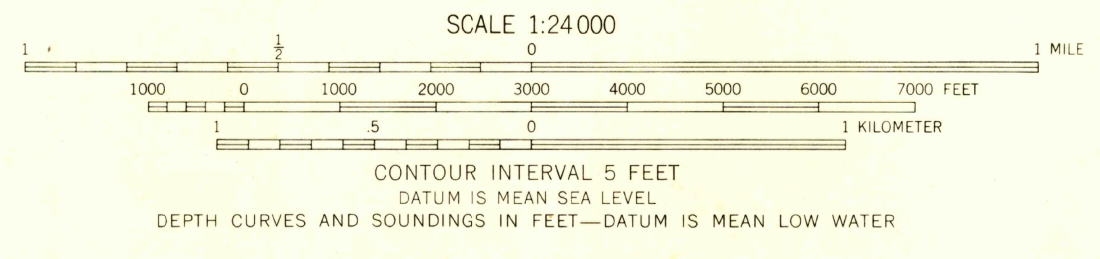 SCALE 1:24 000
1 1/2 0 1 MILE
1000 0 1000 2000 3000 4000 5000 6000 7000 FEET
1 .5 0 1 KILOMETER
CONTOUR INTERVAL 5 FEET
DATUM IS MEAN SEA LEVEL
DEPTH CURVES AND SOUNDINGS IN FEET—DATUM IS MEAN LOW WATER